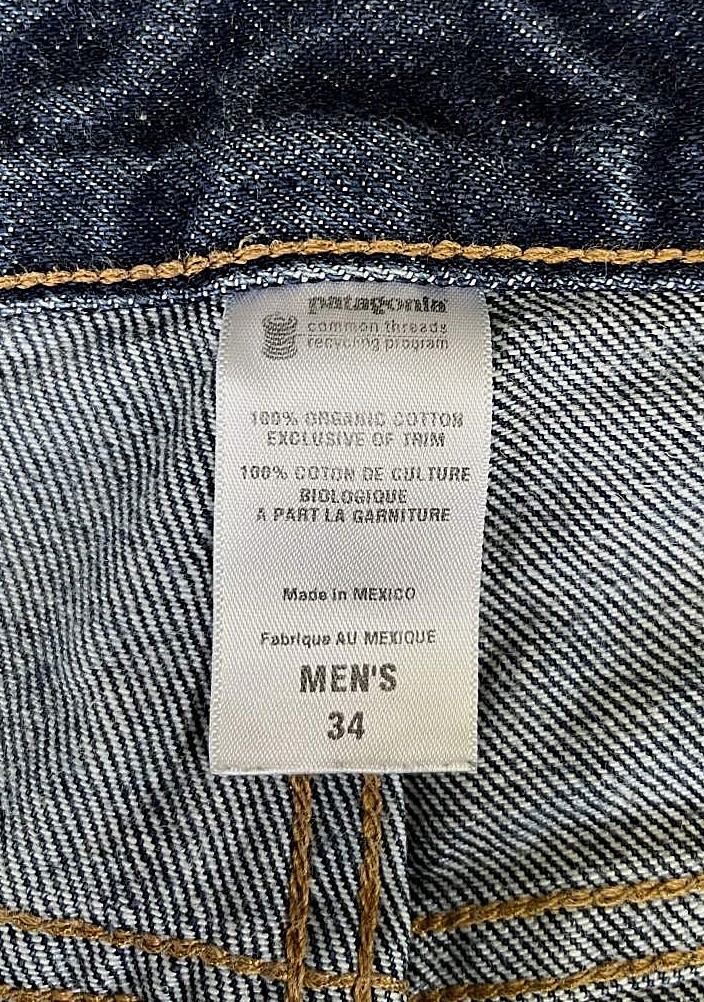 patagonia
common threads
recycling program
100% ORGANIC COTTON
EXCLUSIVE OF TRIM
100% COTON DE CULTURE
BIOLOGIQUE
A PART LA GARNITURE
Made in MEXICO
Fabrique AU MEXIQUE
MEN'S
34